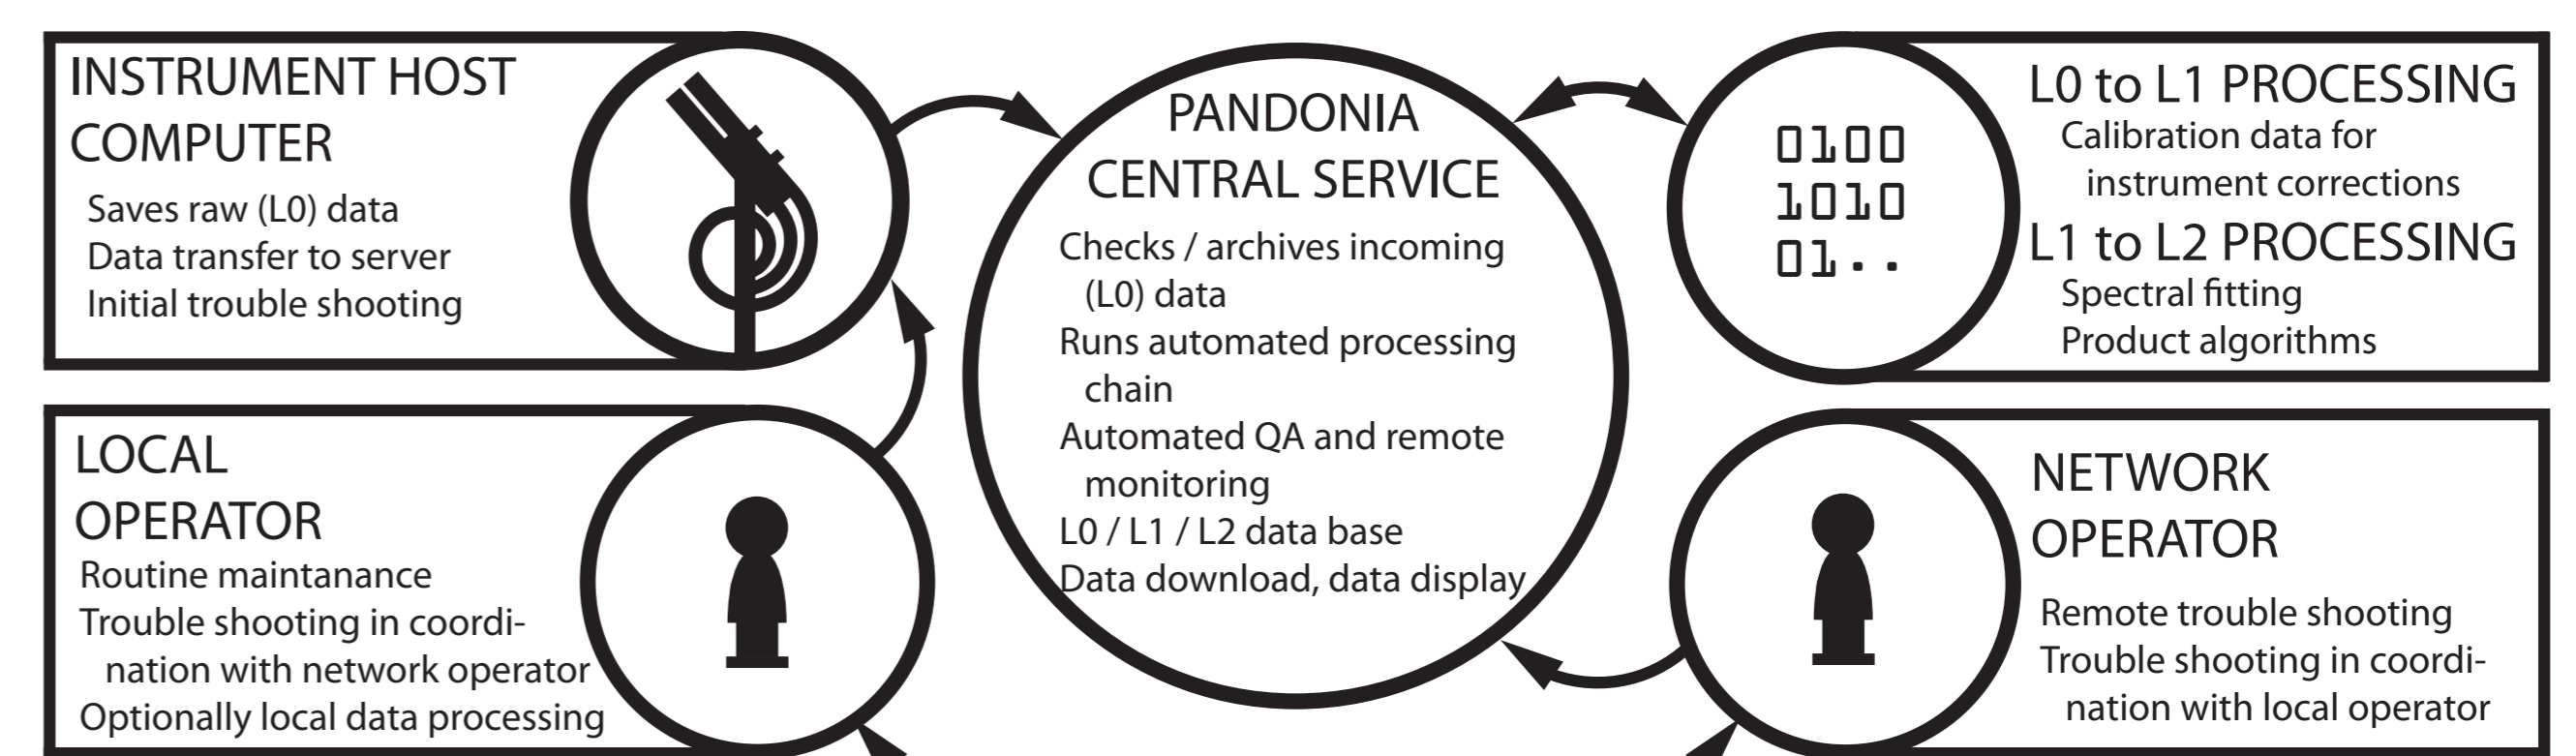 INSTRUMENT HOST
COMPUTER
Saves raw (L0) data
Data transfer to server
Initial trouble shooting
LOCAL
OPERATOR
Routine maintanance
Trouble shooting in coordi-
nation with network operator
Optionally local data processing
PANDONIA
CENTRAL SERVICE
Checks / archives incoming
(L0) data
Runs automated processing
chain
Automated QA and remote
monitoring
L0 / L1 / L2 data base
Data download, data display
0100
1010
01..
L0 to L1 PROCESSING
Calibration data for
instrument corrections
L1 to L2 PROCESSING
Spectral fitting
Product algorithms
NETWORK
OPERATOR
Remote trouble shooting
Trouble shooting in coordi-
nation with local operator